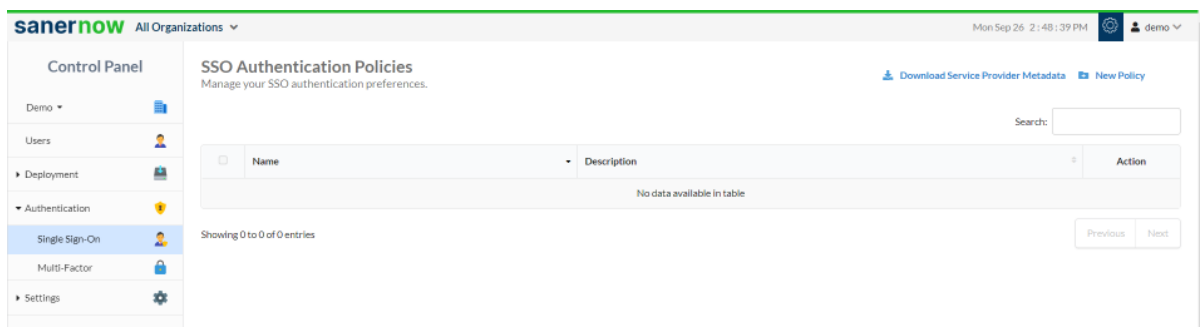 sanernow All Organizations Mon Sep 26 2:48:39 PM demo
Control Panel
Demo
Users
Deployment
Authentication
Single Sign-On
Multi-Factor
Settings
SSO Authentication Policies
Manage your SSO authentication preferences.
Download Service Provider Metadata New Policy
Search:
Name Description Action
No data available in table
Showing 0 to 0 of 0 entries
Previous Next